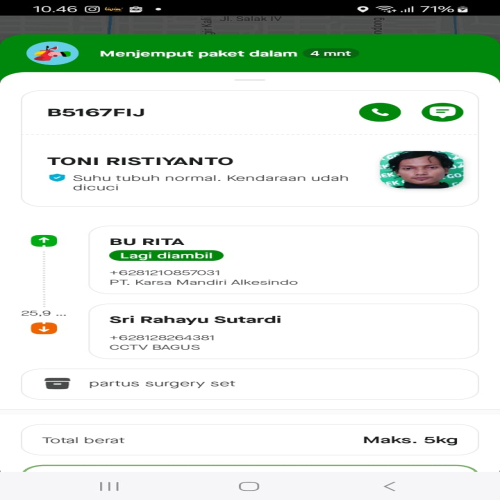 10.46
71%
Jl. Salak IV
Menjemput paket dalam
4 mnt
B5167FIJ
TONI RISTIYANTO
Suhu tubuh normal. Kendaraan udah
dicuci
BU RITA
Lagi diambil
+6281210857031
PT. Karsa Mandiri Alkesindo
25,9 ...
Sri Rahayu Sutardi
+628128264381
CCTV BAGUS
partus surgery set
Total berat
Maks. 5kg